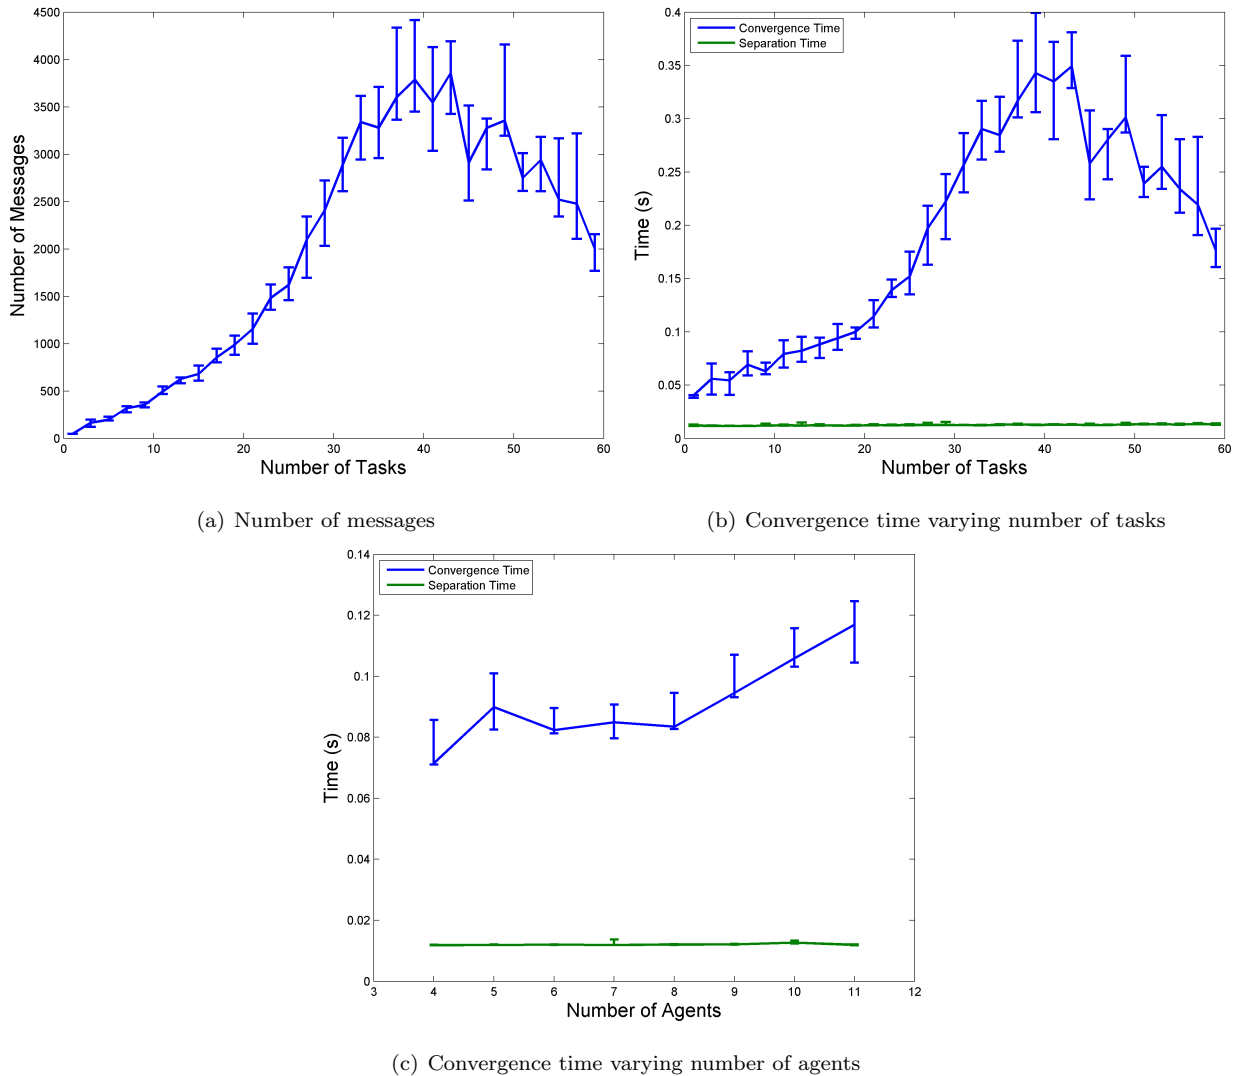 4500
4000
3500
3000
2500
2000
1500
1000
500
0
Number of Messages
0 10 20 30 40 50 60
Number of Tasks
(a) Number of messages
Convergence Time
Separation Time
0.4
0.35
0.3
0.25
0.2
0.15
0.1
0.05
0
Time (s)
0 10 20 30 40 50 60
Number of Tasks
(b) Convergence time varying number of tasks
Convergence Time
Separation Time
0.14
0.12
0.1
0.08
0.06
0.04
0.02
0
Time (s)
3 4 5 6 7 8 9 10 11 12
Number of Agents
(c) Convergence time varying number of agents